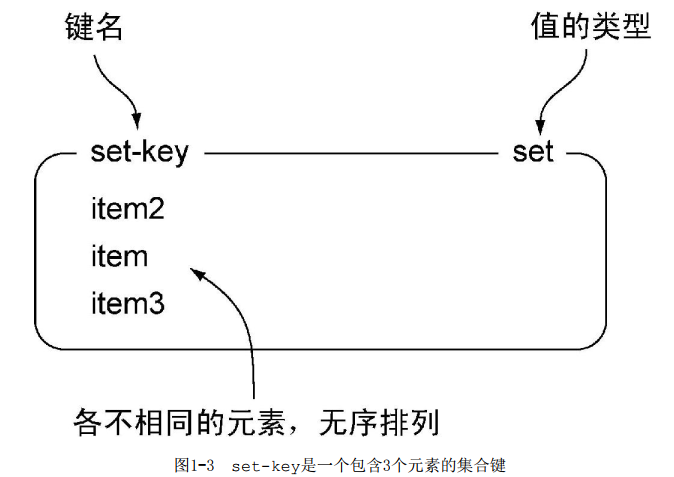 键名 值的类型
set-key set
item2
item
item3
各不相同的元素，无序排列
图1-3 set-key是一个包含3个元素的集合键